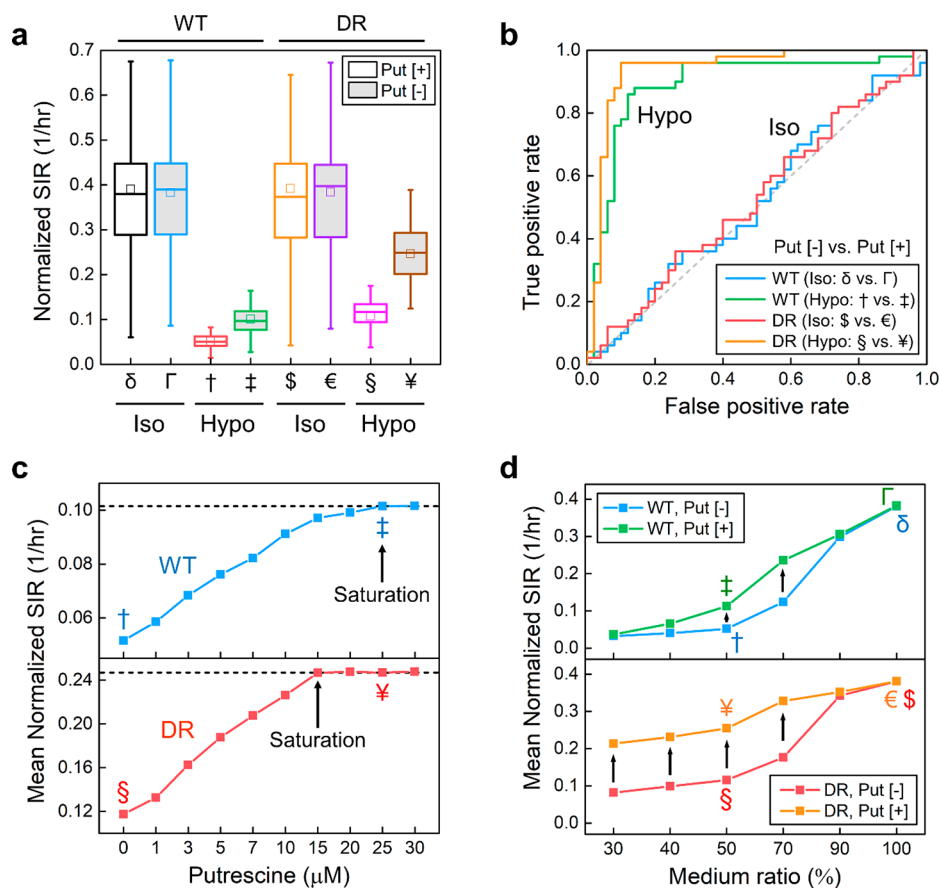 a
WT
DR
Put [+]
Put [-]
Normalized SIR (1/hr)
0.7
0.6
0.5
0.4
0.3
0.2
0.1
0.0
δ Γ † ‡ $ € § ¥
Iso Hypo Iso Hypo
b
True positive rate
1.0
0.8
0.6
0.4
0.2
0.0
Hypo
Iso
Put [-] vs. Put [+]
WT (Iso: δ vs. Γ)
WT (Hypo: † vs. ‡)
DR (Iso: $ vs. €)
DR (Hypo: § vs. ¥)
0.0 0.2 0.4 0.6 0.8 1.0
False positive rate
c
Mean Normalized SIR (1/hr)
0.10
0.08
0.06
WT
†
‡
Saturation
0.24
0.20
0.16
0.12
DR
§
¥
Saturation
0 1 3 5 7 10 15 20 25 30
Putrescine (μM)
d
Mean Normalized SIR (1/hr)
0.4
0.3
0.2
0.1
0.0
WT, Put [-]
WT, Put [+]
Γ
δ
‡
†
0.4
0.3
0.2
0.1
0.0
¥
§
€ $
DR, Put [-]
DR, Put [+]
30 40 50 70 90 100
Medium ratio (%)